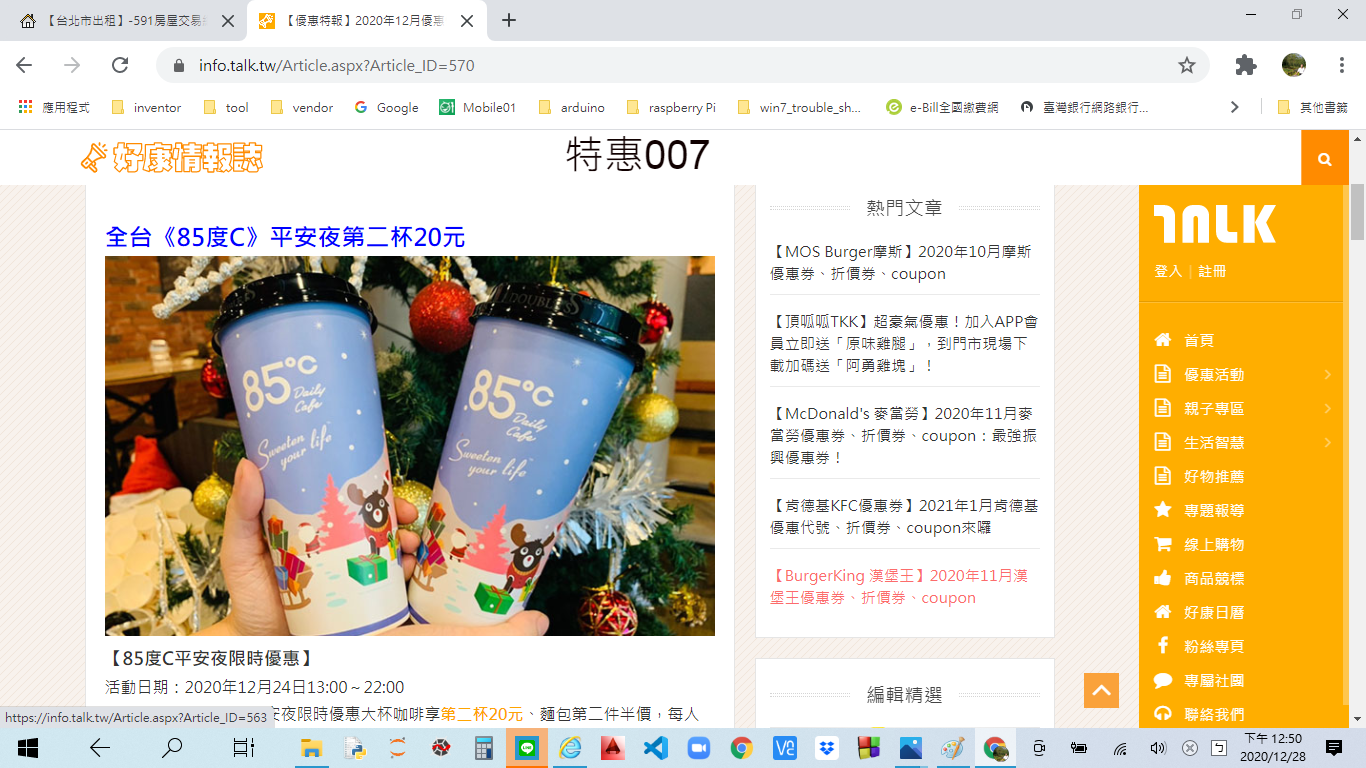 【台北市出租】-591房屋交易
【優惠特報】2020年12月優惠
info.talk.tw/Article.aspx?Article_ID=570
應用程式
inventor
tool
vendor
Google
Mobile01
arduino
raspberry Pi
win7_trouble_sh...
e-Bill全國繳費網
臺灣銀行網路銀行...
其他書籤
好康情報誌
特惠007
全台《85度C》平安夜第二杯20元
85°C
Daily
Cafe
Sweeten
your life
85°C
Daily
Cafe
Sweeten
your life
【85度C平安夜限時優惠】
活動日期：2020年12月24日13:00～22:00
安夜限時優惠大杯咖啡享第二杯20元、麵包第二件半價，每人
https://info.talk.tw/Article.aspx?Article_ID=563
熱門文章
【MOS Burger摩斯】2020年10月摩斯
優惠券、折價券、coupon
【頂呱呱TKK】超豪氣優惠！加入APP會
員立即送「原味雞腿」，到門市現場下
載加碼送「阿勇雞塊」！
【McDonald's 麥當勞】2020年11月麥
當勞優惠券、折價券、coupon：最強振
興優惠券！
【肯德基KFC優惠券】2021年1月肯德基
優惠代號、折價券、coupon來囉
【BurgerKing 漢堡王】2020年11月漢
堡王優惠券、折價券、coupon
編輯精選
TALK
登入｜註冊
首頁
優惠活動
親子專區
生活智慧
好物推薦
專題報導
線上購物
商品競標
好康日曆
粉絲專頁
專屬社團
聯絡我們
下午 12:50
2020/12/28